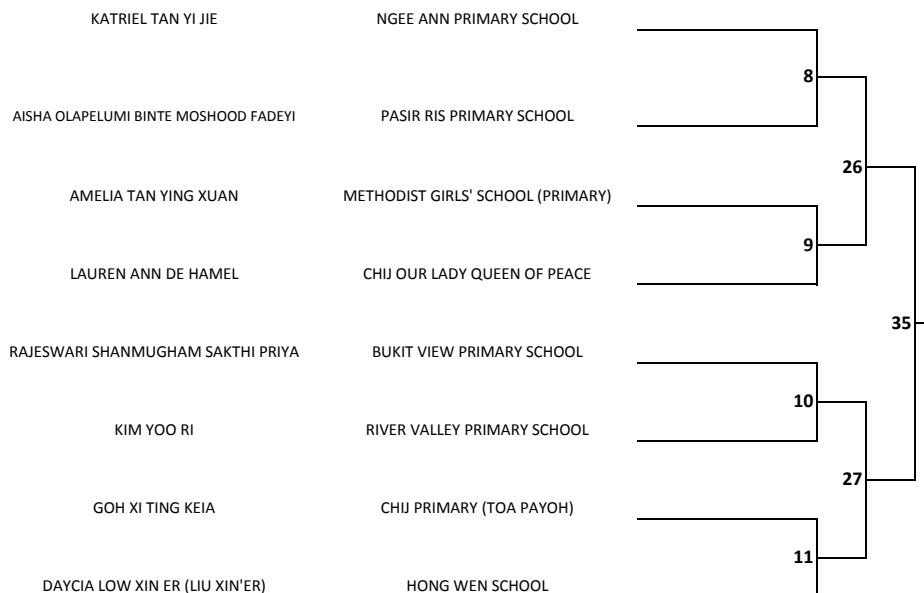 KATRIEL TAN YI JIE NGEE ANN PRIMARY SCHOOL
8
AISHA OLAPELUMI BINTE MOSHOOD FADEYI PASIR RIS PRIMARY SCHOOL
26
AMELIA TAN YING XUAN METHODIST GIRLS' SCHOOL (PRIMARY)
9
LAUREN ANN DE HAMEL CHIJ OUR LADY QUEEN OF PEACE
35
RAJESWARI SHANMUGHAM SAKTHI PRIYA BUKIT VIEW PRIMARY SCHOOL
10
KIM YOO RI RIVER VALLEY PRIMARY SCHOOL
27
GOH XI TING KEIA CHIJ PRIMARY (TOA PAYOH)
11
DAYCIA LOW XIN ER (LIU XIN'ER) HONG WEN SCHOOL